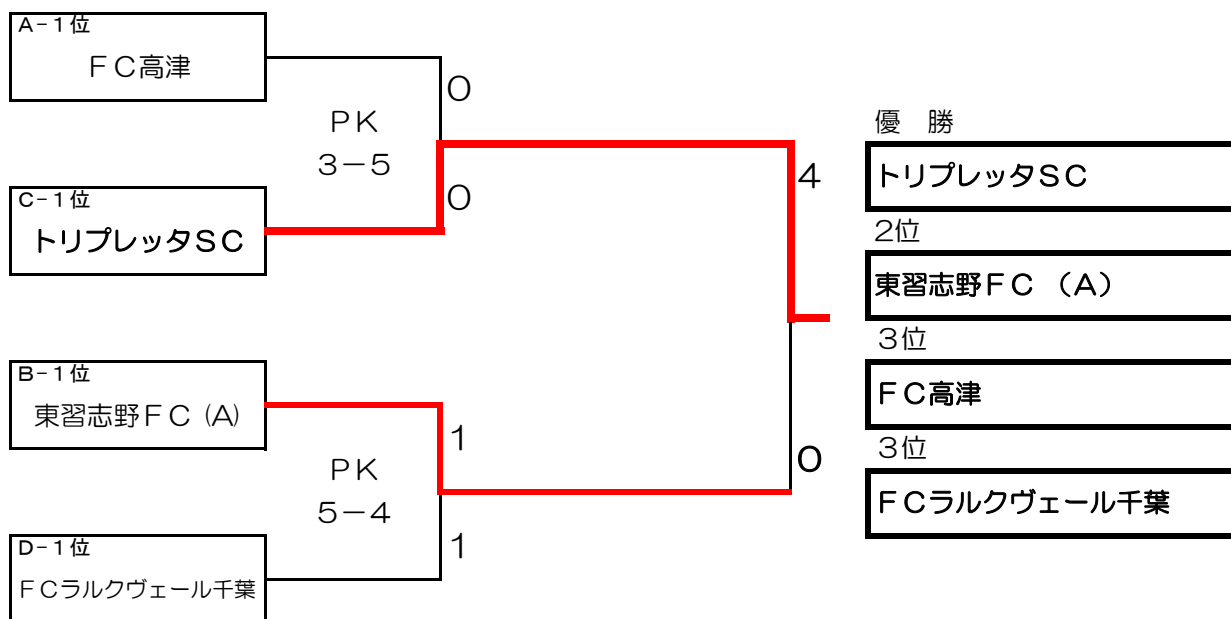 A-1位
ＦＣ高津
0
PK
3-5
0
C-1位
トリプレッタＳＣ
B-1位
東習志野ＦＣ (A)
1
PK
5-4
1
D-1位
ＦＣラルクヴェール千葉
4
0
優　勝
トリプレッタＳＣ
2位
東習志野ＦＣ （A）
3位
ＦＣ高津
3位
ＦＣラルクヴェール千葉